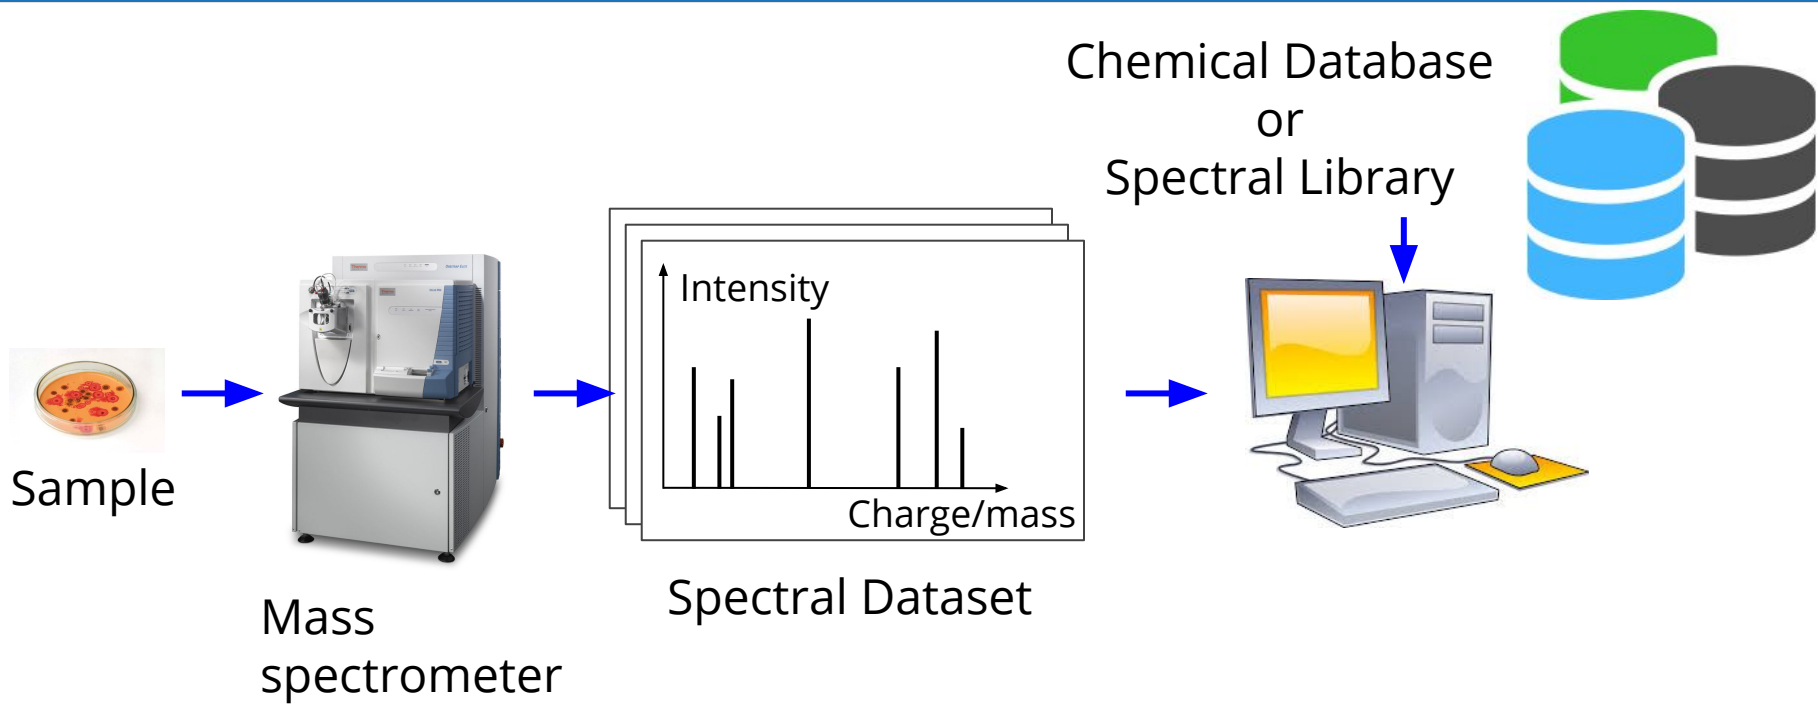 Chemical Database
or
Spectral Library
Intensity
Charge/mass
Sample
Spectral Dataset
Mass
spectrometer